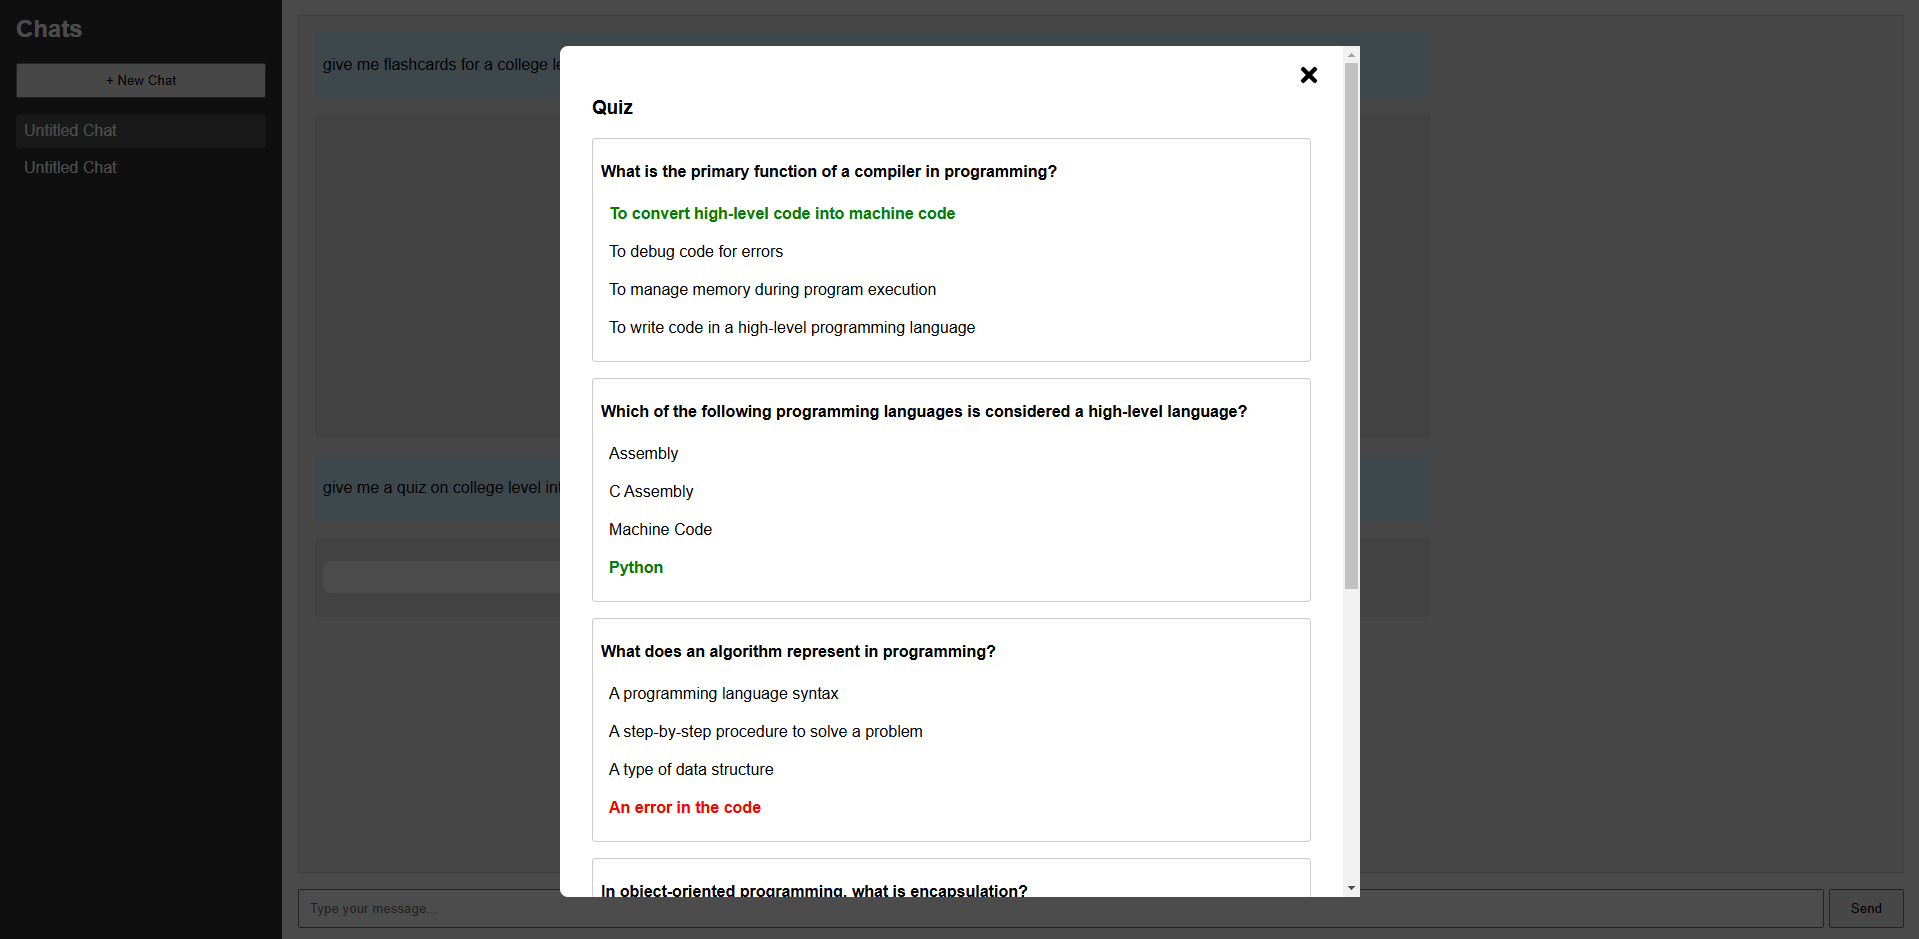 Chats
+ New Chat
Untitled Chat
Untitled Chat
give me flashcards for a college
give me a quiz on college level
Quiz
What is the primary function of a compiler in programming?
To convert high-level code into machine code
To debug code for errors
To manage memory during program execution
To write code in a high-level programming language
Which of the following programming languages is considered a high-level language?
Assembly
C Assembly
Machine Code
Python
What does an algorithm represent in programming?
A programming language syntax
A step-by-step procedure to solve a problem
A type of data structure
An error in the code
In object-oriented programming, what is encapsulation?
Type your message...
Send